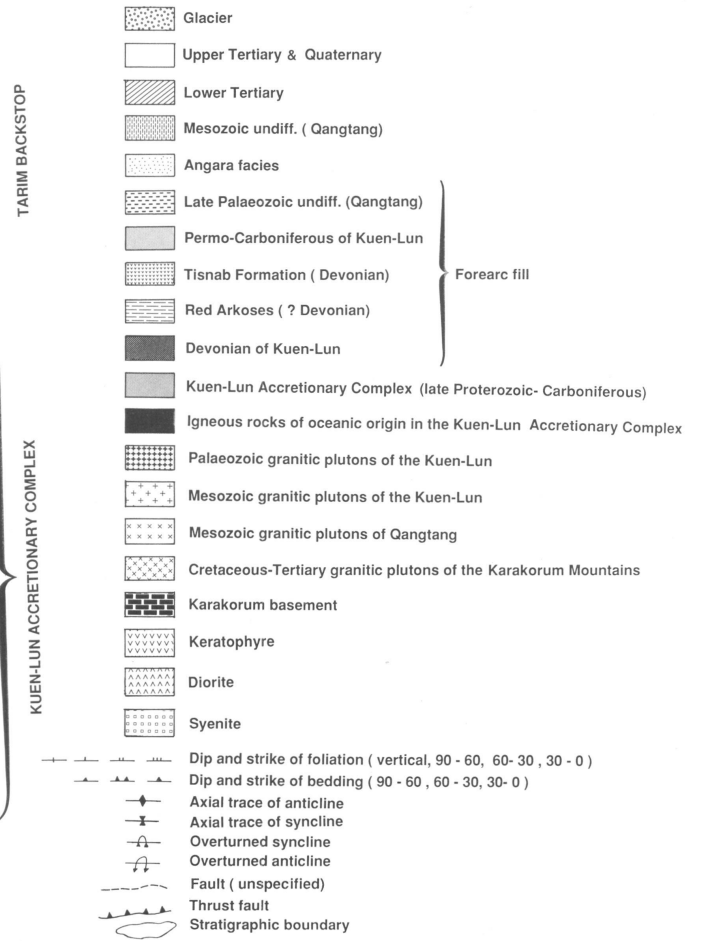 Glacier
Upper Tertiary & Quaternary
Lower Tertiary
Mesozoic undiff. ( Qangtang)
Angara facies
Late Palaeozoic undiff. (Qangtang)
Permo-Carboniferous of Kuen-Lun
Tisnab Formation ( Devonian)
Forearc fill
Red Arkoses ( ? Devonian)
Devonian of Kuen-Lun
Kuen-Lun Accretionary Complex (late Proterozoic- Carboniferous)
Igneous rocks of oceanic origin in the Kuen-Lun Accretionary Complex
Palaeozoic granitic plutons of the Kuen-Lun
Mesozoic granitic plutons of the Kuen-Lun
Mesozoic granitic plutons of Qangtang
Cretaceous-Tertiary granitic plutons of the Karakorum Mountains
Karakorum basement
Keratophyre
Diorite
Syenite
Dip and strike of foliation ( vertical, 90 - 60, 60- 30 , 30 - 0 )
Dip and strike of bedding ( 90 - 60 , 60 - 30, 30- 0 )
Axial trace of anticline
Axial trace of syncline
Overturned syncline
Overturned anticline
Fault ( unspecified)
Thrust fault
Stratigraphic boundary
TARIM BACKSTOP
KUEN-LUN ACCRETIONARY COMPLEX